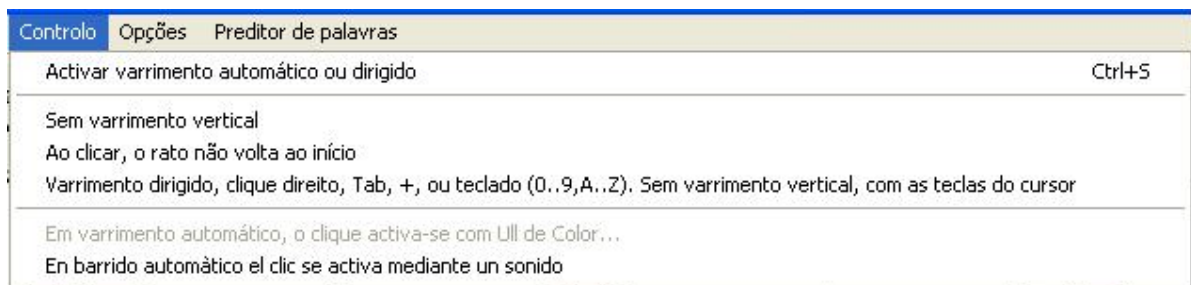 Controlo Opções Preditor de palavras
Activar varrimento automático ou dirigido Ctrl+S
Sem varrimento vertical
Ao clicar, o rato não volta ao início
Varrimento dirigido, clique direito, Tab, +, ou teclado (0..9,A..Z). Sem varrimento vertical, com as teclas do cursor
Em varrimento automático, o clique activa-se com Ull de Color...
En barrido automàtico el clic se activa mediante un sonido